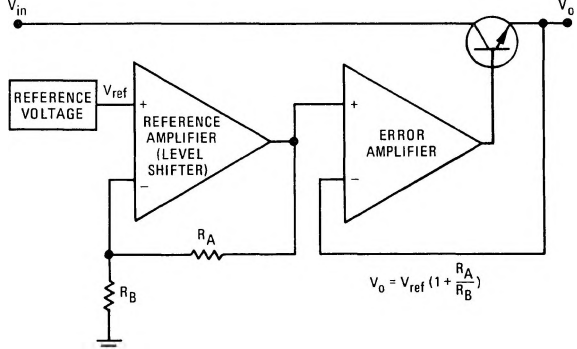 V_in
V_o
REFERENCE
VOLTAGE
V_ref
+
REFERENCE
AMPLIFIER
(LEVEL
SHIFTER)
−
+
ERROR
AMPLIFIER
−
R_A
R_B
V_o = V_ref (1 + R_A/R_B)